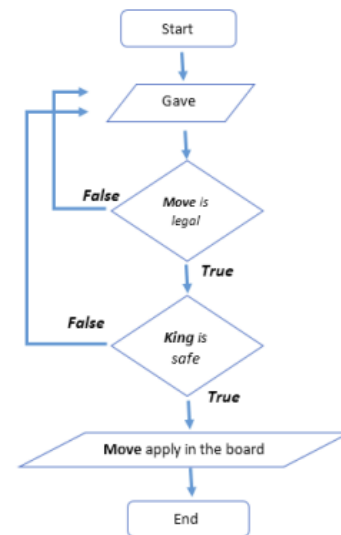 Start
Gave
False
Move is
legal
True
False
King is
safe
True
Move apply in the board
End